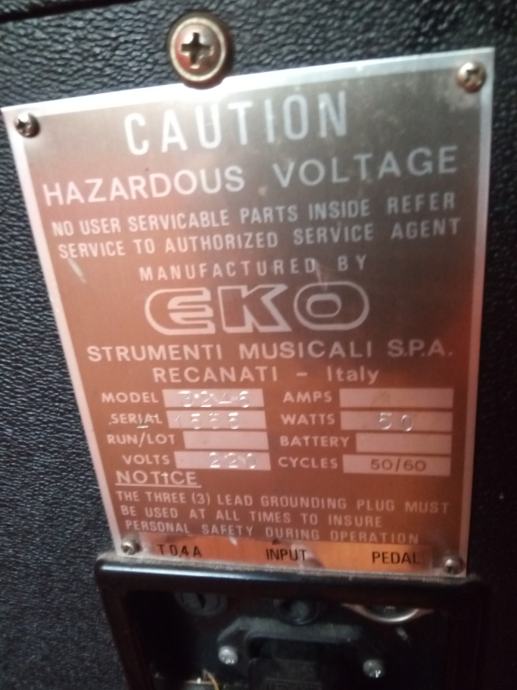 CAUTION
HAZARDOUS VOLTAGE
NO USER SERVICABLE PARTS INSIDE REFER
SERVICE TO AUTHORIZED SERVICE AGENT
MANUFACTURED BY
EKO
STRUMENTI MUSICALI S.P.A.
RECANATI - Italy
MODEL AMPS
SERIAL WATTS 50
RUN/LOT BATTERY
VOLTS 220 CYCLES 50/60
NOTICE
THE THREE (3) LEAD GROUNDING PLUG MUST
BE USED AT ALL TIMES TO INSURE
PERSONAL SAFETY DURING OPERATION
T 0.4 A INPUT PEDAL